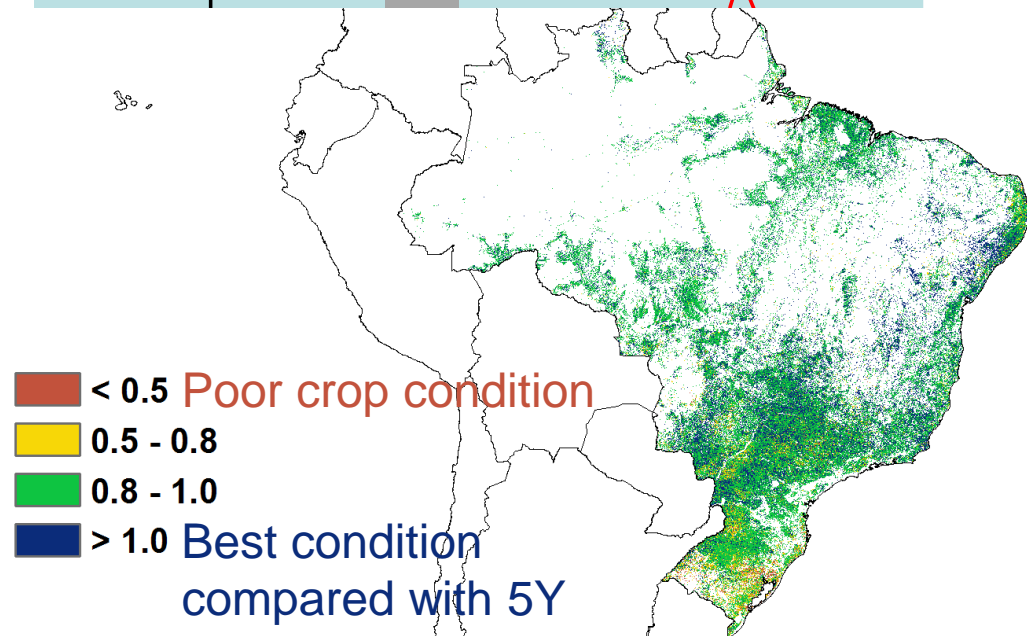 < 0.5 Poor crop condition
0.5 - 0.8
0.8 - 1.0
> 1.0 Best condition
compared with 5Y